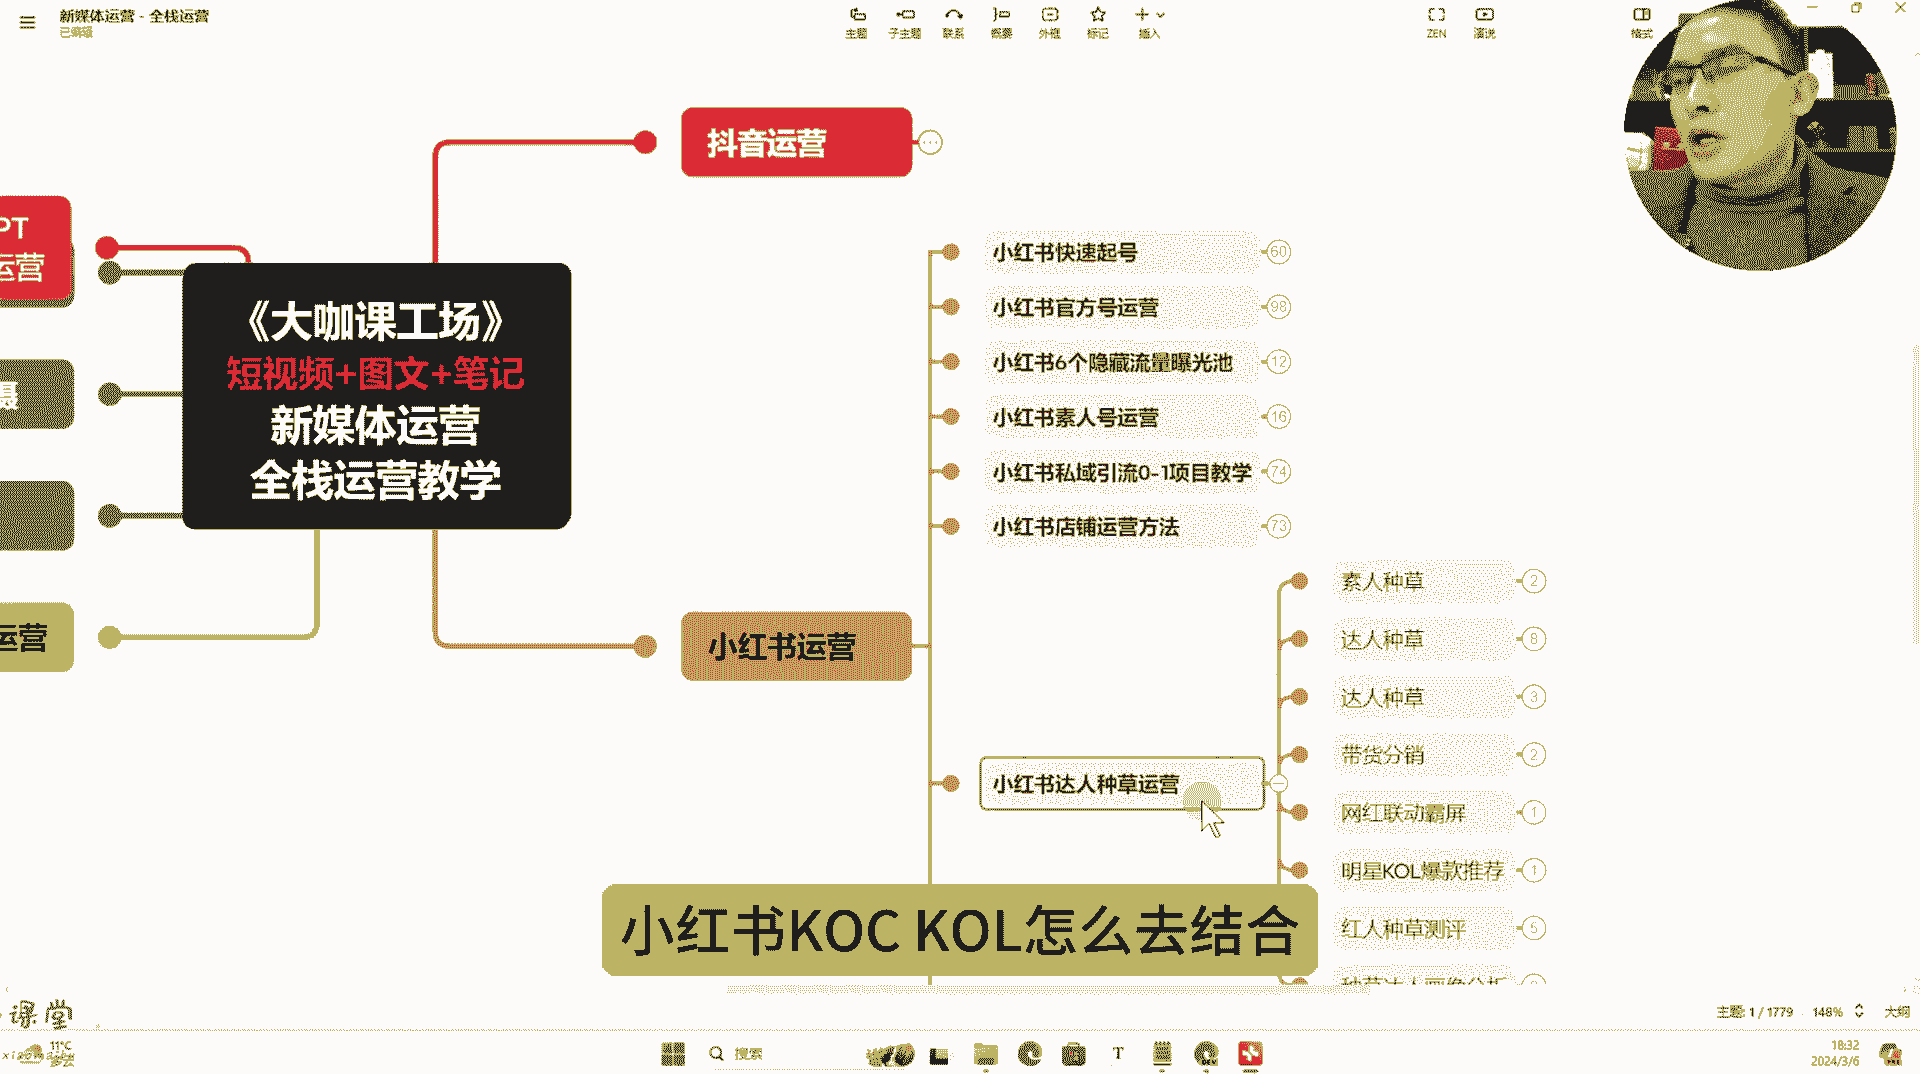 新媒体运营 - 全栈运营
已编辑
主题
子主题
联系
概要
外框
标记
插入
ZEN
演说
格式
抖音运营
PT
运营
《大咖课工场》
短视频+图文+笔记
新媒体运营
全栈运营教学
摄
运营
小红书运营
小红书快速起号
60
小红书官方号运营
98
小红书6个隐藏流量曝光池
12
小红书素人号运营
16
小红书私域引流0-1项目教学
74
小红书店铺运营方法
73
小红书达人种草运营
素人种草
2
达人种草
8
达人种草
3
带货分销
2
网红联动霸屏
1
明星KOL爆款推荐
1
红人种草测评
5
种草达人画像分析
小红书KOC KOL怎么去结合
课堂
主题: 1 / 1779
148%
大纲
11°C
多云
搜索
18:32
2024/3/6